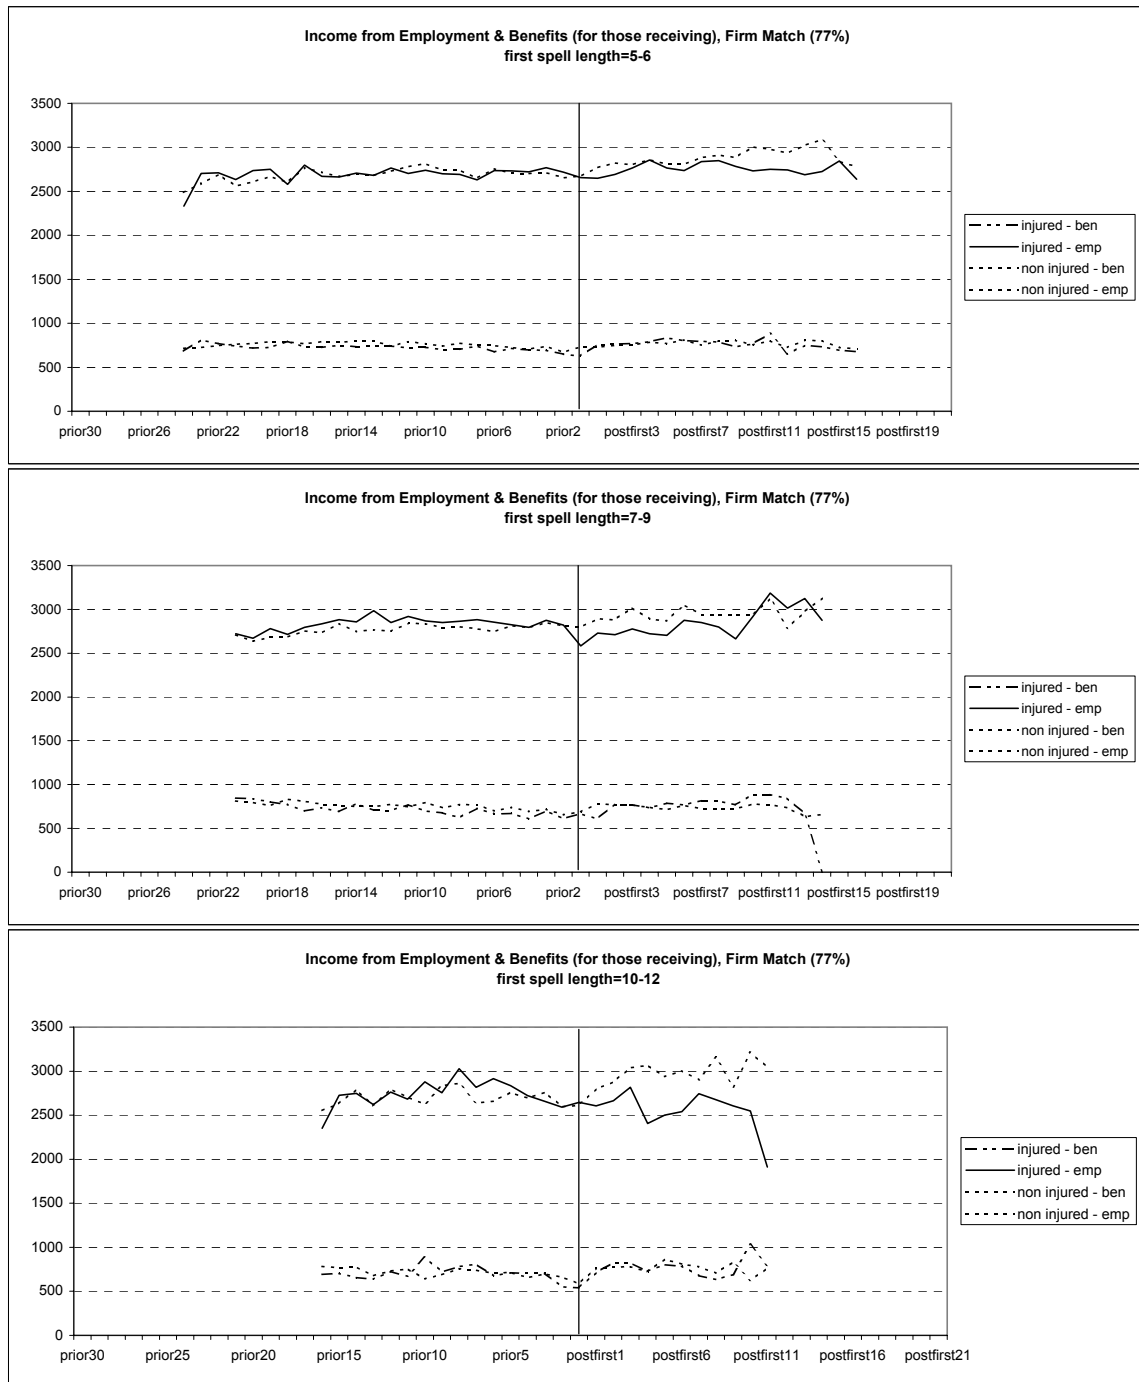 Income from Employment & Benefits (for those receiving), Firm Match (77%)
first spell length=5-6
3500
3000
2500
2000
1500
1000
500
0
prior30 prior26 prior22 prior18 prior14 prior10 prior6 prior2 postfirst3 postfirst7 postfirst11 postfirst15 postfirst19
injured - ben
injured - emp
non injured - ben
non injured - emp
Income from Employment & Benefits (for those receiving), Firm Match (77%)
first spell length=7-9
3500
3000
2500
2000
1500
1000
500
0
prior30 prior26 prior22 prior18 prior14 prior10 prior6 prior2 postfirst3 postfirst7 postfirst11 postfirst15 postfirst19
injured - ben
injured - emp
non injured - ben
non injured - emp
Income from Employment & Benefits (for those receiving), Firm Match (77%)
first spell length=10-12
3500
3000
2500
2000
1500
1000
500
0
prior30 prior25 prior20 prior15 prior10 prior5 postfirst1 postfirst6 postfirst11 postfirst16 postfirst21
injured - ben
injured - emp
non injured - ben
non injured - emp